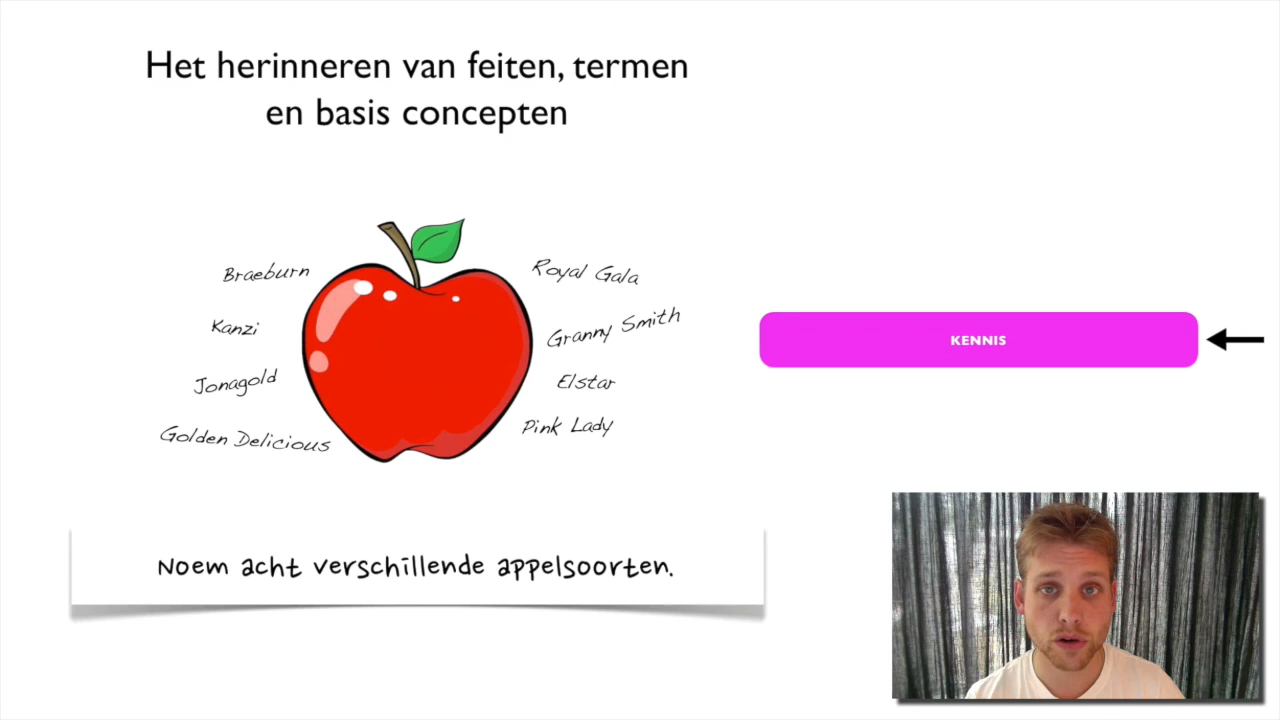 Het herinneren van feiten, termen
en basis concepten
Braeburn
Royal Gala
Kanzi
Granny Smith
Jonagold
Elstar
Golden Delicious
Pink Lady
KENNIS
Noem acht verschillende appelsoorten.